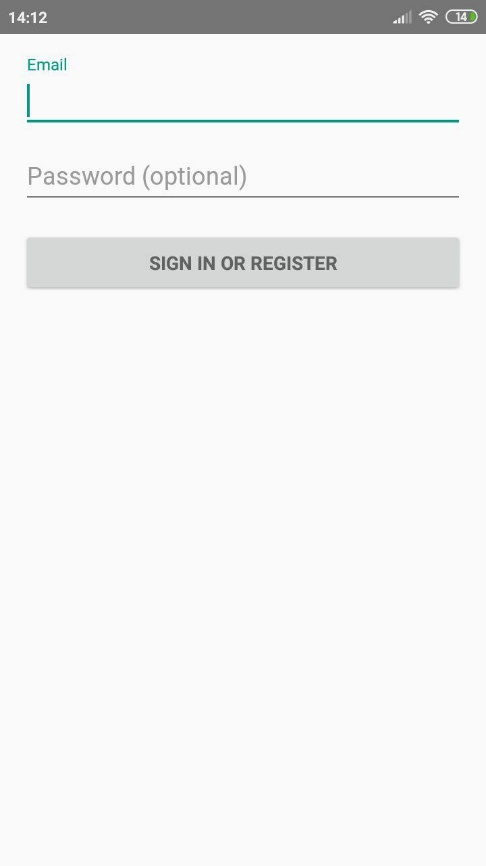 14:12
14
Email
Password (optional)
SIGN IN OR REGISTER